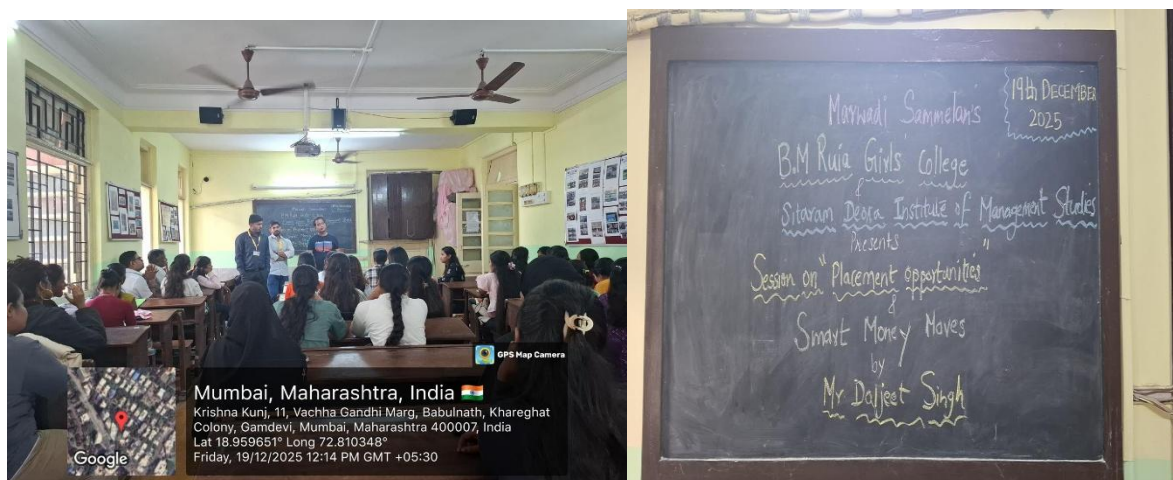 GPS Map Camera
Mumbai, Maharashtra, India
Krishna Kunj, 11, Vachha Gandhi Marg, Babulnath, Khareghat
Colony, Gamdevi, Mumbai, Maharashtra 400007, India
Lat 18.959651° Long 72.810348°
Friday, 19/12/2025 12:14 PM GMT +05:30
Google
19th DECEMBER
2025
Marwadi Sammelan's
B.M Ruia Girls College
&
Sitaram Deora Institute of Management Studies
Presents
Session on "Placement opportunities"
&
Smart Money Moves
by
Mr Daljeet Singh